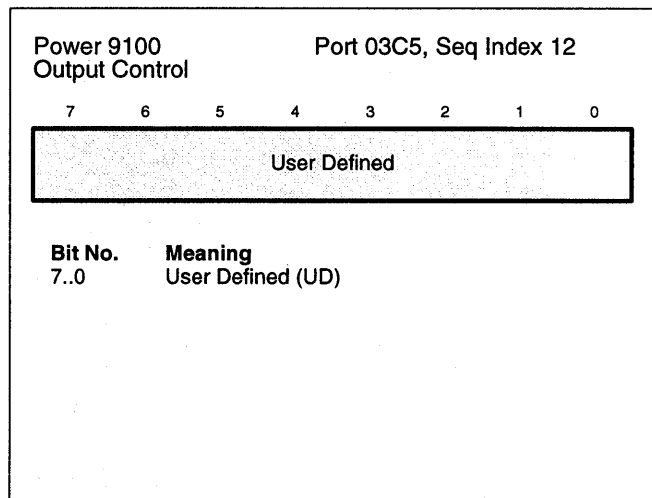 Power 9100 Port 03C5, Seq Index 12
Output Control
7 6 5 4 3 2 1 0
User Defined
Bit No. Meaning
7..0 User Defined (UD)